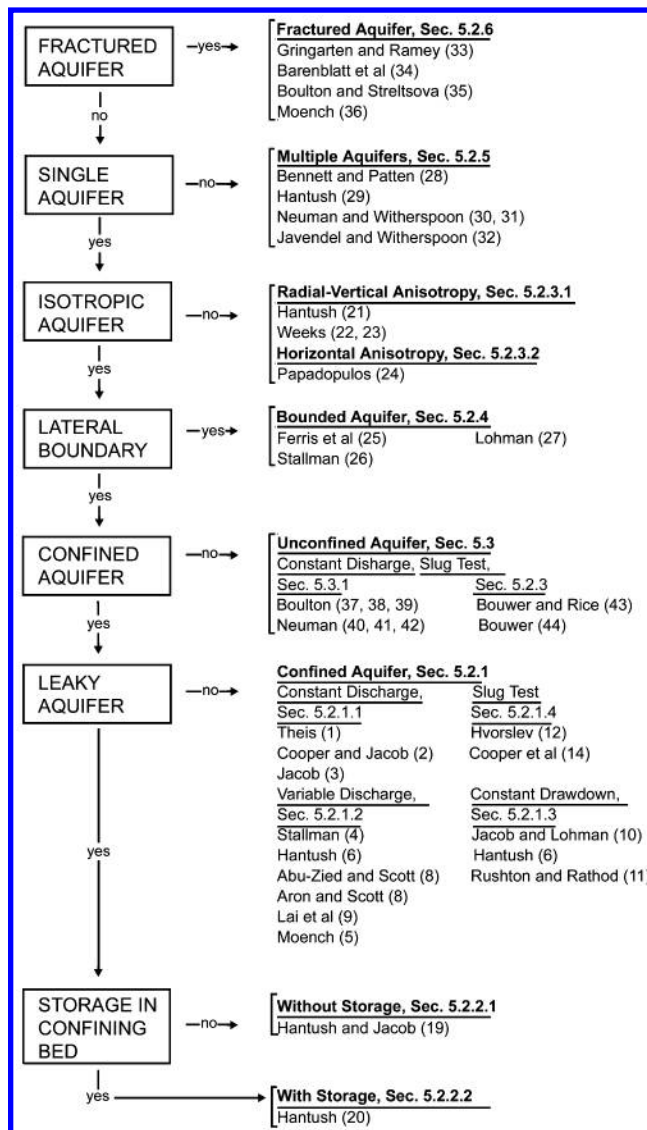 FRACTURED
AQUIFER
yes
Fractured Aquifer, Sec. 5.2.6
Gringarten and Ramey (33)
Barenblatt et al (34)
Boulton and Streltsova (35)
Moench (36)
no
SINGLE
AQUIFER
no
Multiple Aquifers, Sec. 5.2.5
Bennett and Patten (28)
Hantush (29)
Neuman and Witherspoon (30, 31)
Javendel and Witherspoon (32)
yes
ISOTROPIC
AQUIFER
no
Radial-Vertical Anisotropy, Sec. 5.2.3.1
Hantush (21)
Weeks (22, 23)
Horizontal Anisotropy, Sec. 5.2.3.2
Papadopulos (24)
yes
LATERAL
BOUNDARY
yes
Bounded Aquifer, Sec. 5.2.4
Ferris et al (25) Lohman (27)
Stallman (26)
yes
CONFINED
AQUIFER
no
Unconfined Aquifer, Sec. 5.3
Constant Disharge, Slug Test,
Sec. 5.3.1 Sec. 5.2.3
Boulton (37, 38, 39) Bouwer and Rice (43)
Neuman (40, 41, 42) Bouwer (44)
yes
LEAKY
AQUIFER
no
Confined Aquifer, Sec. 5.2.1
Constant Discharge, Slug Test
Sec. 5.2.1.1 Sec. 5.2.1.4
Theis (1) Hvorslev (12)
Cooper and Jacob (2) Cooper et al (14)
Jacob (3)
Variable Discharge, Constant Drawdown,
Sec. 5.2.1.2 Sec. 5.2.1.3
Stallman (4) Jacob and Lohman (10)
Hantush (6) Hantush (6)
Abu-Zied and Scott (8) Rushton and Rathod (11)
Aron and Scott (8)
Lai et al (9)
Moench (5)
yes
STORAGE IN
CONFINING
BED
no
Without Storage, Sec. 5.2.2.1
Hantush and Jacob (19)
yes
With Storage, Sec. 5.2.2.2
Hantush (20)